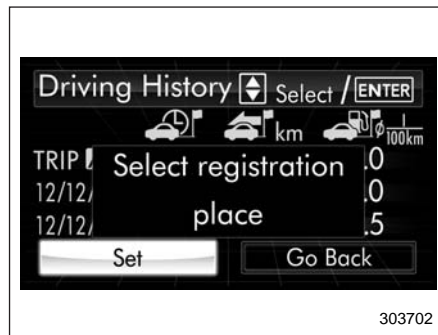 Driving History Select / ENTER
km ø l/100km
TRIP .0
Select registration
12/12/ .0
place
12/12/ .5
Set Go Back
303702